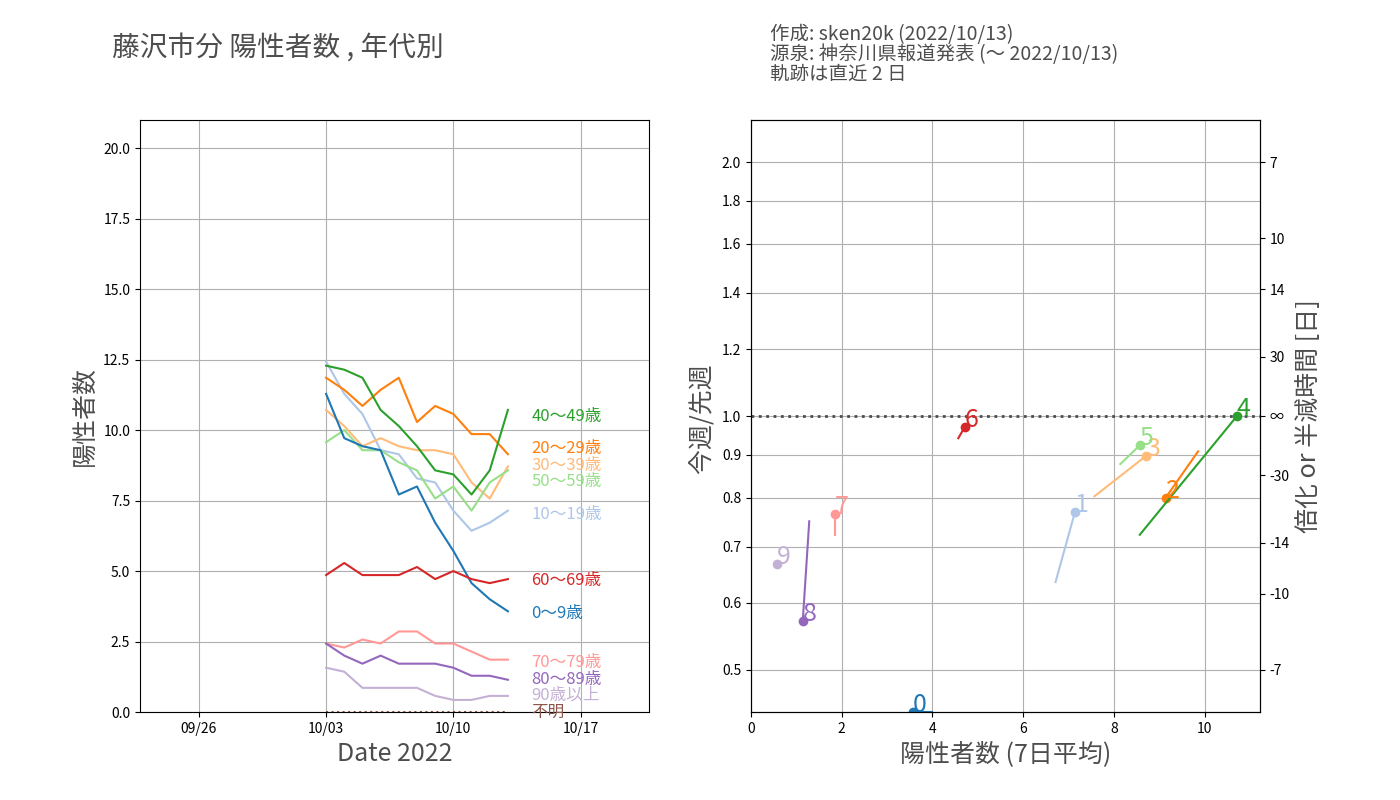 藤沢市分 陽性者数 , 年代別
作成: sken20k (2022/10/13)
源泉: 神奈川県報道発表 (〜 2022/10/13)
軌跡は直近 2 日
陽性者数
20.0
17.5
15.0
12.5
10.0
7.5
5.0
2.5
0.0
09/26
10/03
10/10
10/17
Date 2022
40〜49歳
20〜29歳
30〜39歳
50〜59歳
10〜19歳
60〜69歳
0〜9歳
70〜79歳
80〜89歳
90歳以上
不明
今週/先週
2.0
1.8
1.6
1.4
1.2
1.0
0.9
0.8
0.7
0.6
0.5
0
2
4
6
8
10
陽性者数 (7日平均)
4
6
5
3
2
1
7
9
8
0
7
10
14
30
∞
-30
-14
-10
-7
倍化 or 半減時間 [日]